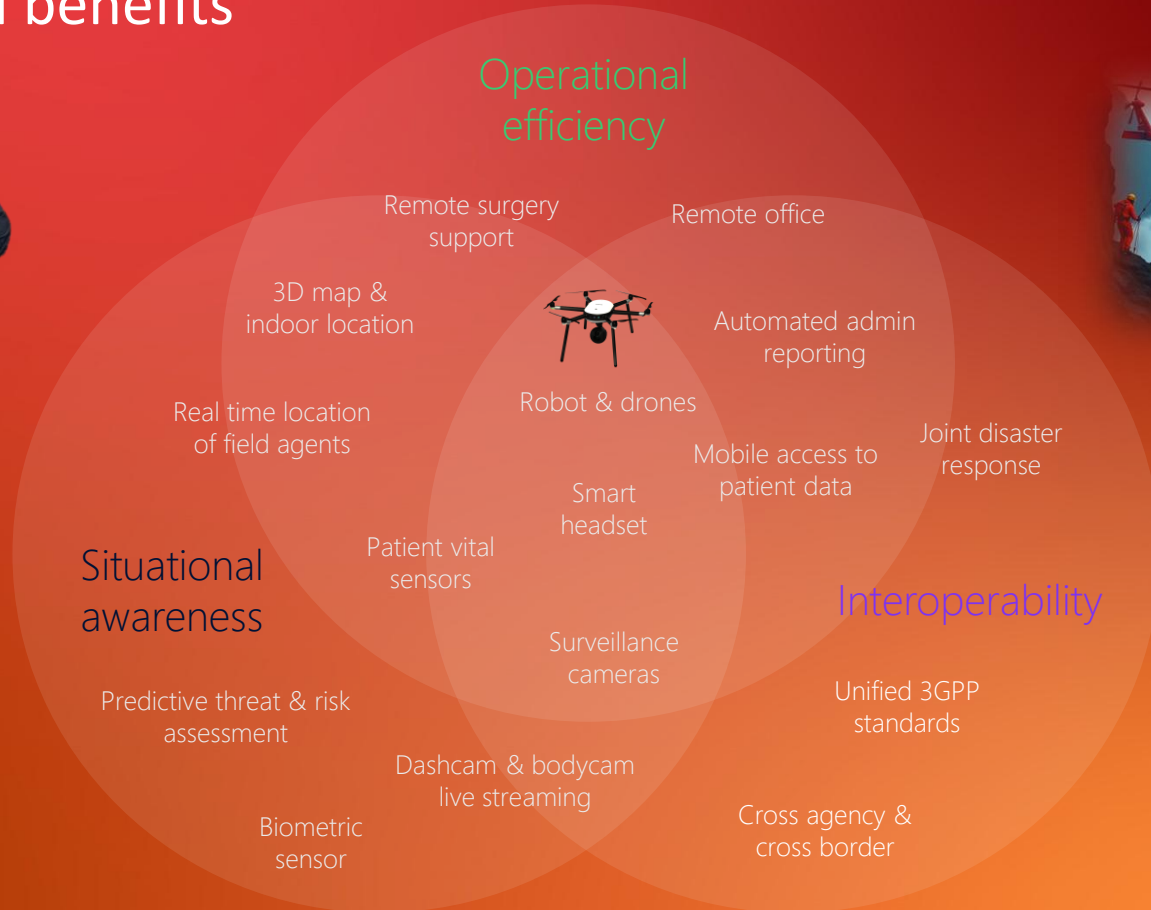 benefits
Operational
efficiency
Remote surgery
support
Remote office
3D map &
indoor location
Automated admin
reporting
Robot & drones
Real time location
of field agents
Joint disaster
response
Mobile access to
patient data
Smart
headset
Patient vital
sensors
Situational
awareness
Interoperability
Surveillance
cameras
Predictive threat & risk
assessment
Unified 3GPP
standards
Dashcam & bodycam
live streaming
Cross agency &
cross border
Biometric
sensor